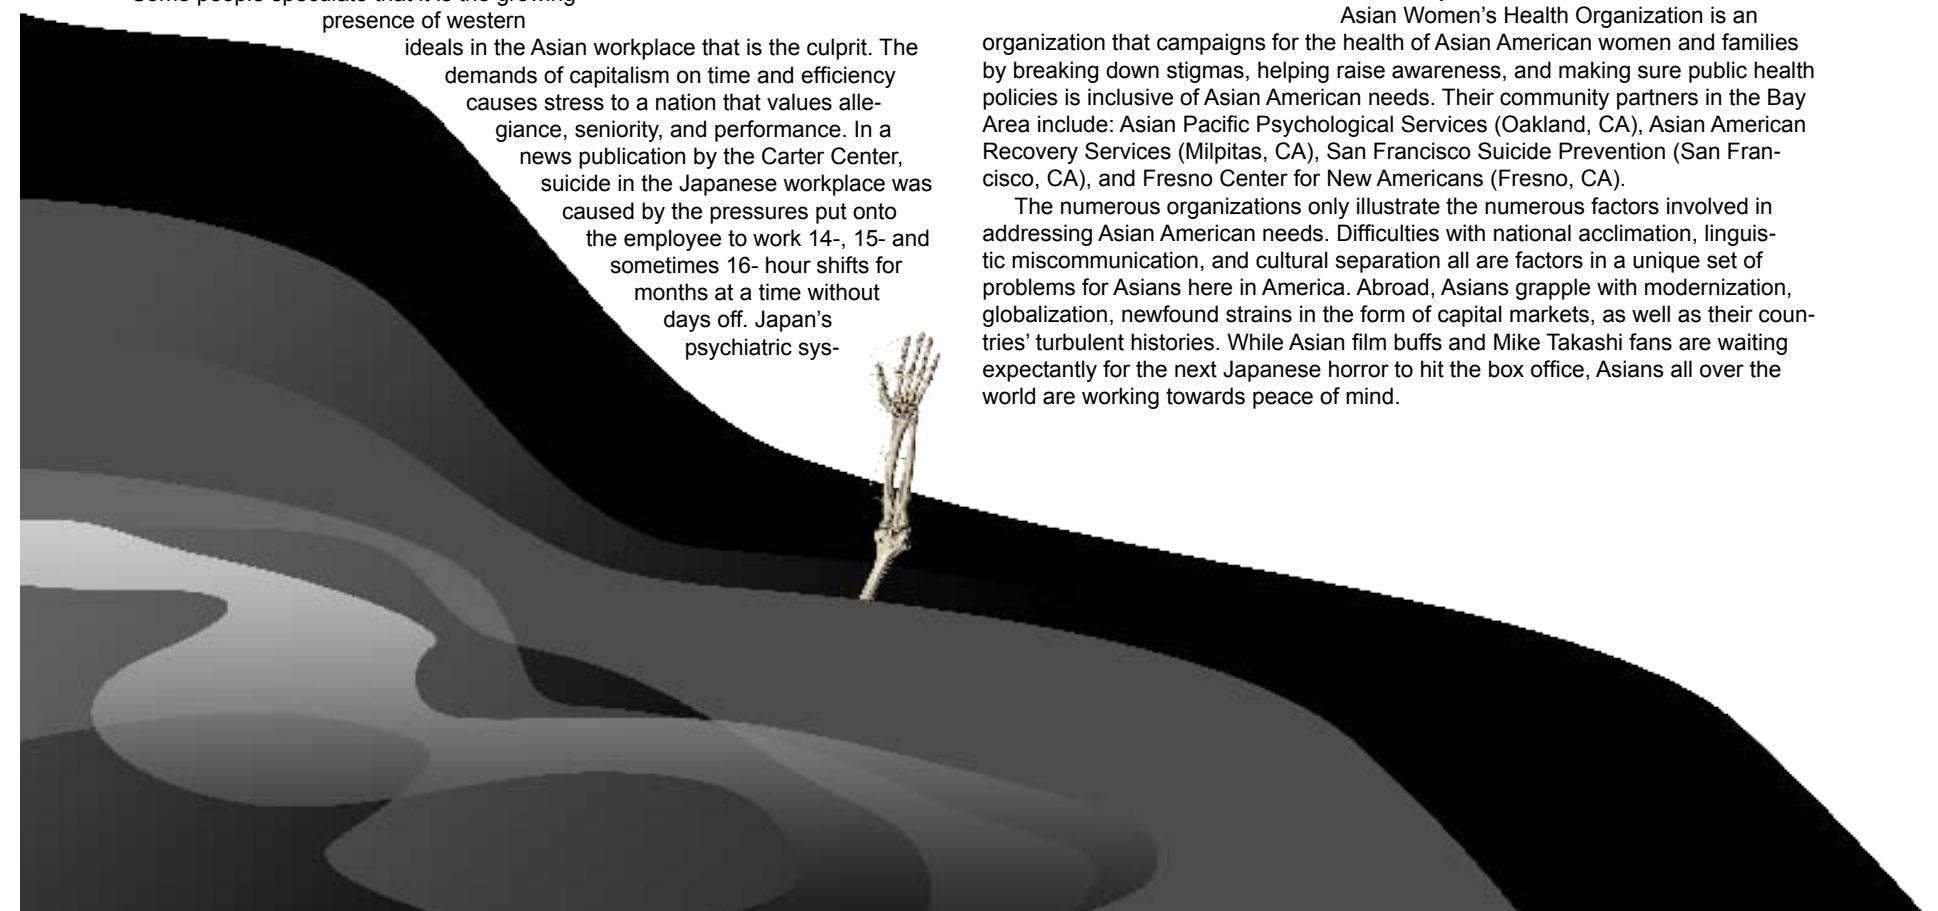 Some people speculate that it is the growing
presence of western
ideals in the Asian workplace that is the culprit. The
demands of capitalism on time and efficiency
causes stress to a nation that values alle-
giance, seniority, and performance. In a
news publication by the Carter Center,
suicide in the Japanese workplace was
caused by the pressures put onto
the employee to work 14-, 15- and
sometimes 16- hour shifts for
months at a time without
days off. Japan’s
psychiatric sys-
Asian Women’s Health Organization is an
organization that campaigns for the health of Asian American women and families
by breaking down stigmas, helping raise awareness, and making sure public health
policies is inclusive of Asian American needs. Their community partners in the Bay
Area include: Asian Pacific Psychological Services (Oakland, CA), Asian American
Recovery Services (Milpitas, CA), San Francisco Suicide Prevention (San Fran-
cisco, CA), and Fresno Center for New Americans (Fresno, CA).
The numerous organizations only illustrate the numerous factors involved in
addressing Asian American needs. Difficulties with national acclimation, linguis-
tic miscommunication, and cultural separation all are factors in a unique set of
problems for Asians here in America. Abroad, Asians grapple with modernization,
globalization, newfound strains in the form of capital markets, as well as their coun-
tries’ turbulent histories. While Asian film buffs and Mike Takashi fans are waiting
expectantly for the next Japanese horror to hit the box office, Asians all over the
world are working towards peace of mind.